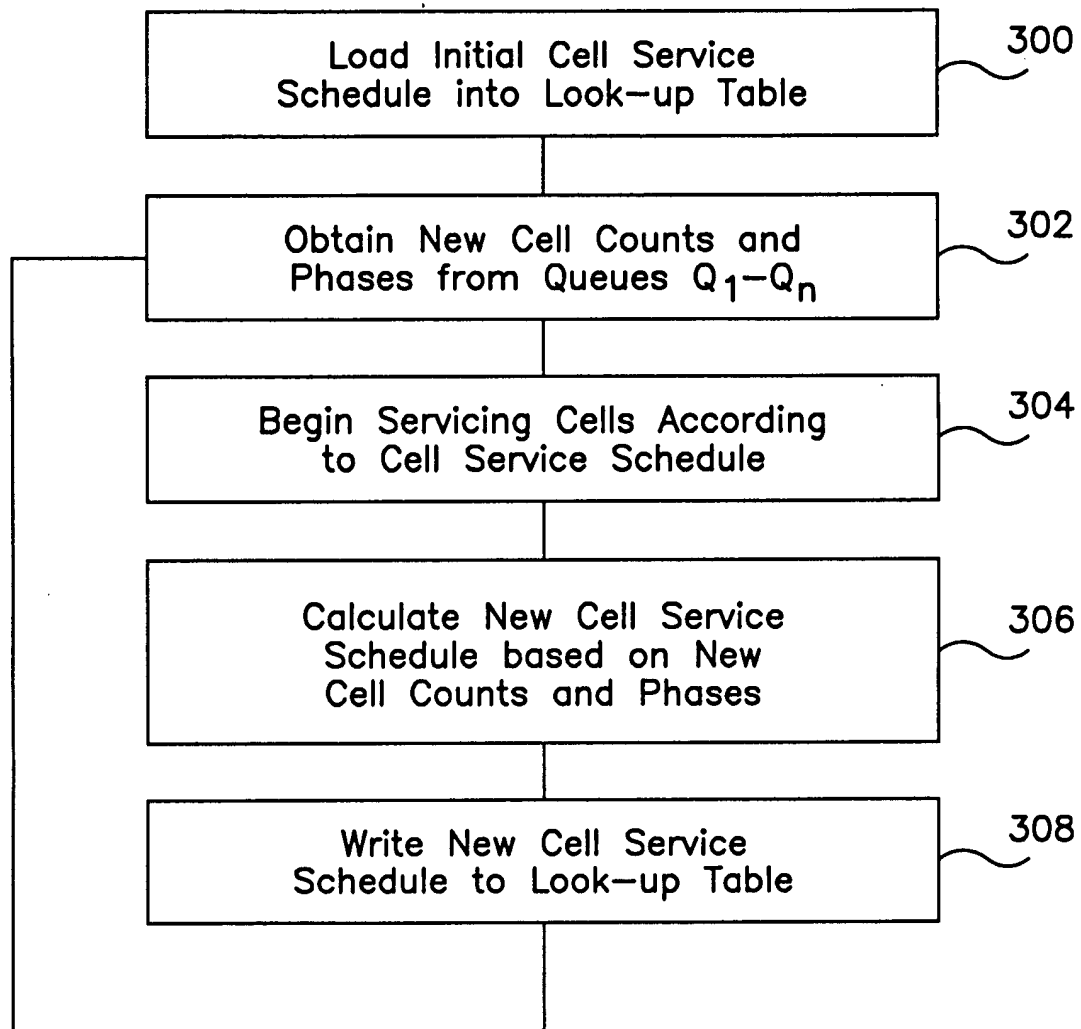 Load Initial Cell Service
Schedule into Look-up Table
300
Obtain New Cell Counts and
Phases from Queues Q1-Qn
302
Begin Servicing Cells According
to Cell Service Schedule
304
Calculate New Cell Service
Schedule based on New
Cell Counts and Phases
306
Write New Cell Service
Schedule to Look-up Table
308